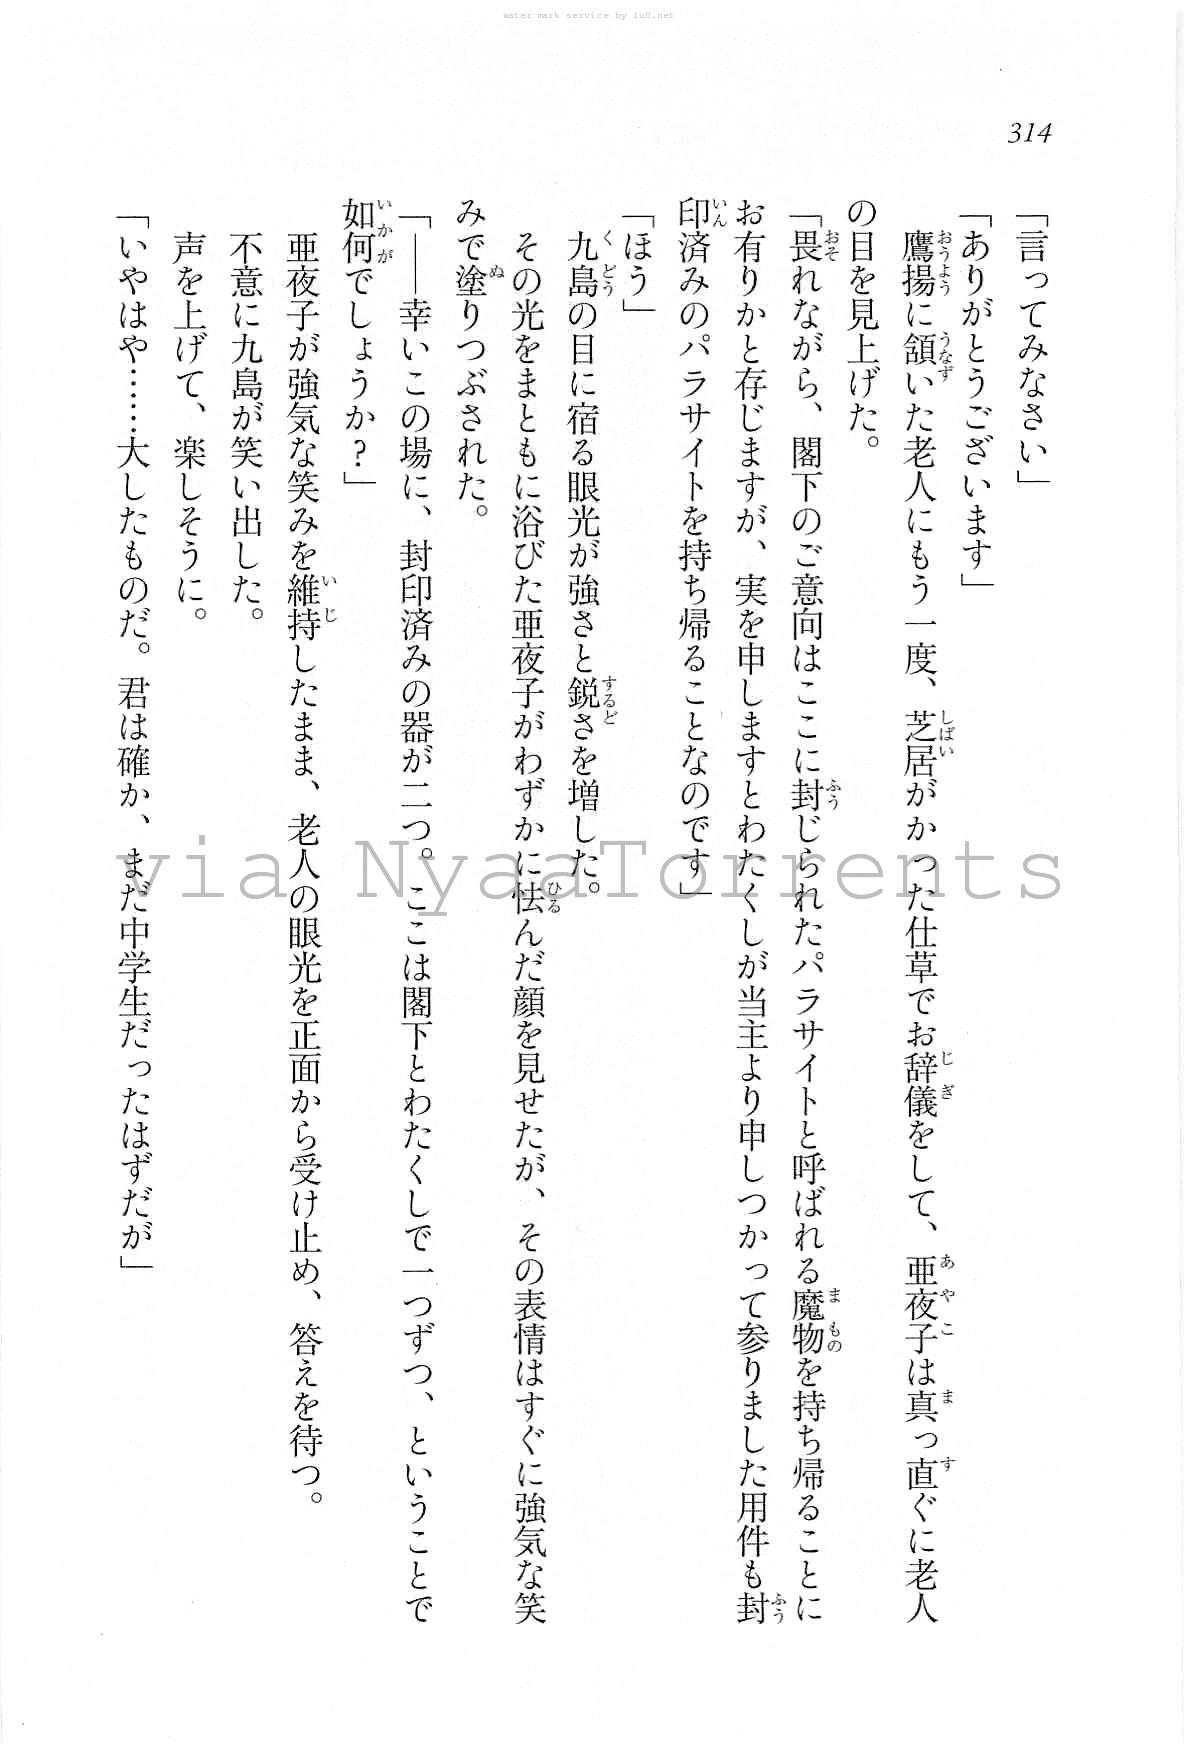 water mark service by lu0.net
314
「言ってみなさい」
「ありがとうございます」
鷹揚に頷いた老人にもう一度、芝居がかった仕草でお辞儀をして、亜夜子は真っ直ぐに老人
の目を見上げた。
「畏れながら、閣下のご意向はここに封じられたパラサイトと呼ばれる魔物を持ち帰ることに
お有りかと存じますが、実を申しますとわたくしが当主より申しつかって参りました用件も封
印済みのパラサイトを持ち帰ることなのです」
「ほう」
九島の目に宿る眼光が強さと鋭さを増した。
その光をまともに浴びた亜夜子がわずかに怯んだ顔を見せたが、その表情はすぐに強気な笑
みで塗りつぶされた。
「――幸いこの場に、封印済みの器が二つ。ここは閣下とわたくしで一つずつ、ということで
如何でしょうか？」
亜夜子が強気な笑みを維持したまま、老人の眼光を正面から受け止め、答えを待つ。
不意に九島が笑い出した。
声を上げて、楽しそうに。
「いやはや……大したものだ。君は確か、まだ中学生だったはずだが」
via NyaaTorrents